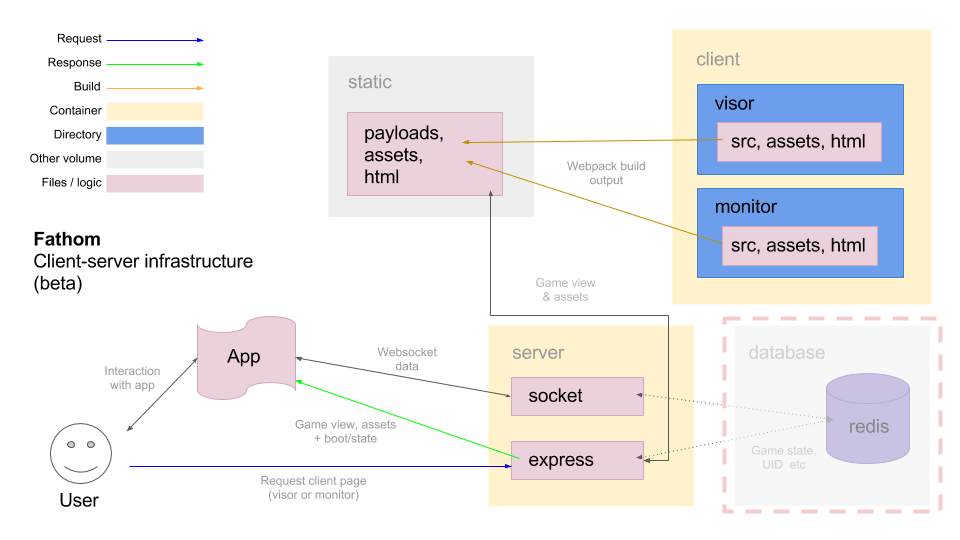 Request
Response
Build
Container
Directory
Other volume
Files / logic
Fathom
Client-server infrastructure
(beta)
static
payloads,
assets,
html
client
visor
src, assets, html
monitor
src, assets, html
Webpack build
output
Game view
& assets
server
socket
express
database
redis
Game state,
UID etc
App
Websocket
data
Interaction
with app
Game view, assets
+ boot/state
User
Request client page
(visor or monitor)